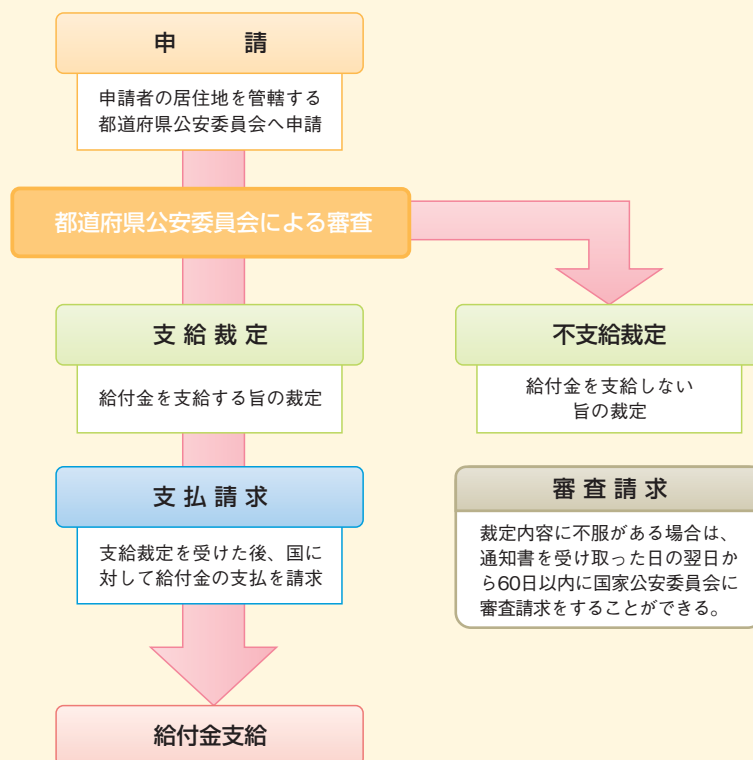 申請
申請者の居住地を管轄する
都道府県公安委員会へ申請
都道府県公安委員会による審査
支給裁定
給付金を支給する旨の裁定
不支給裁定
給付金を支給しない
旨の裁定
支払請求
支給裁定を受けた後、国に
対して給付金の支払を請求
審査請求
裁定内容に不服がある場合は、
通知書を受け取った日の翌日か
ら60日以内に国家公安委員会に
審査請求をすることができる。
給付金支給